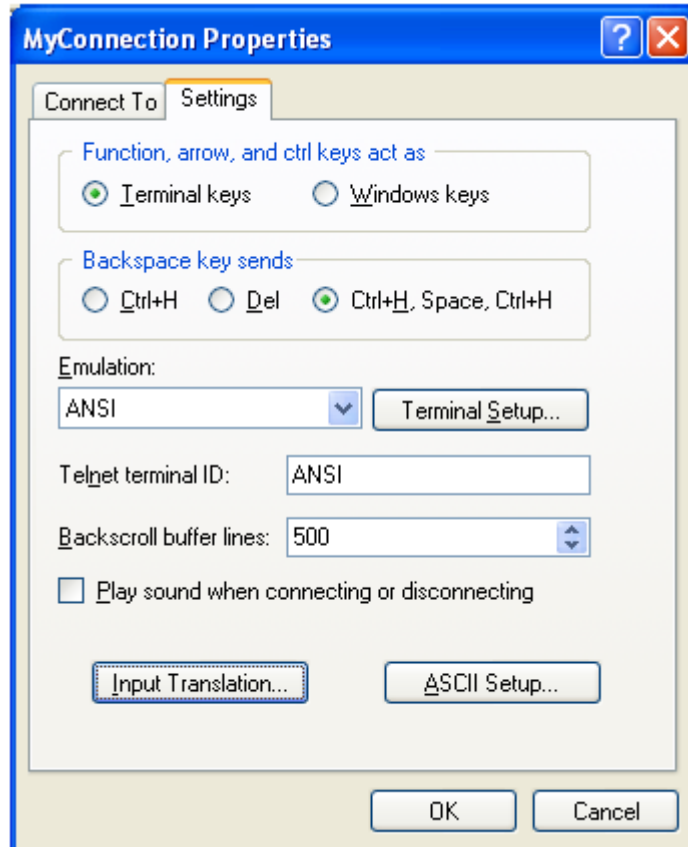 MyConnection Properties
Connect To Settings
Function, arrow, and ctrl keys act as
Terminal keys Windows keys
Backspace key sends
Ctrl+H Del Ctrl+H, Space, Ctrl+H
Emulation:
ANSI Terminal Setup...
Telnet terminal ID: ANSI
Backscroll buffer lines: 500
Play sound when connecting or disconnecting
Input Translation... ASCII Setup...
OK Cancel